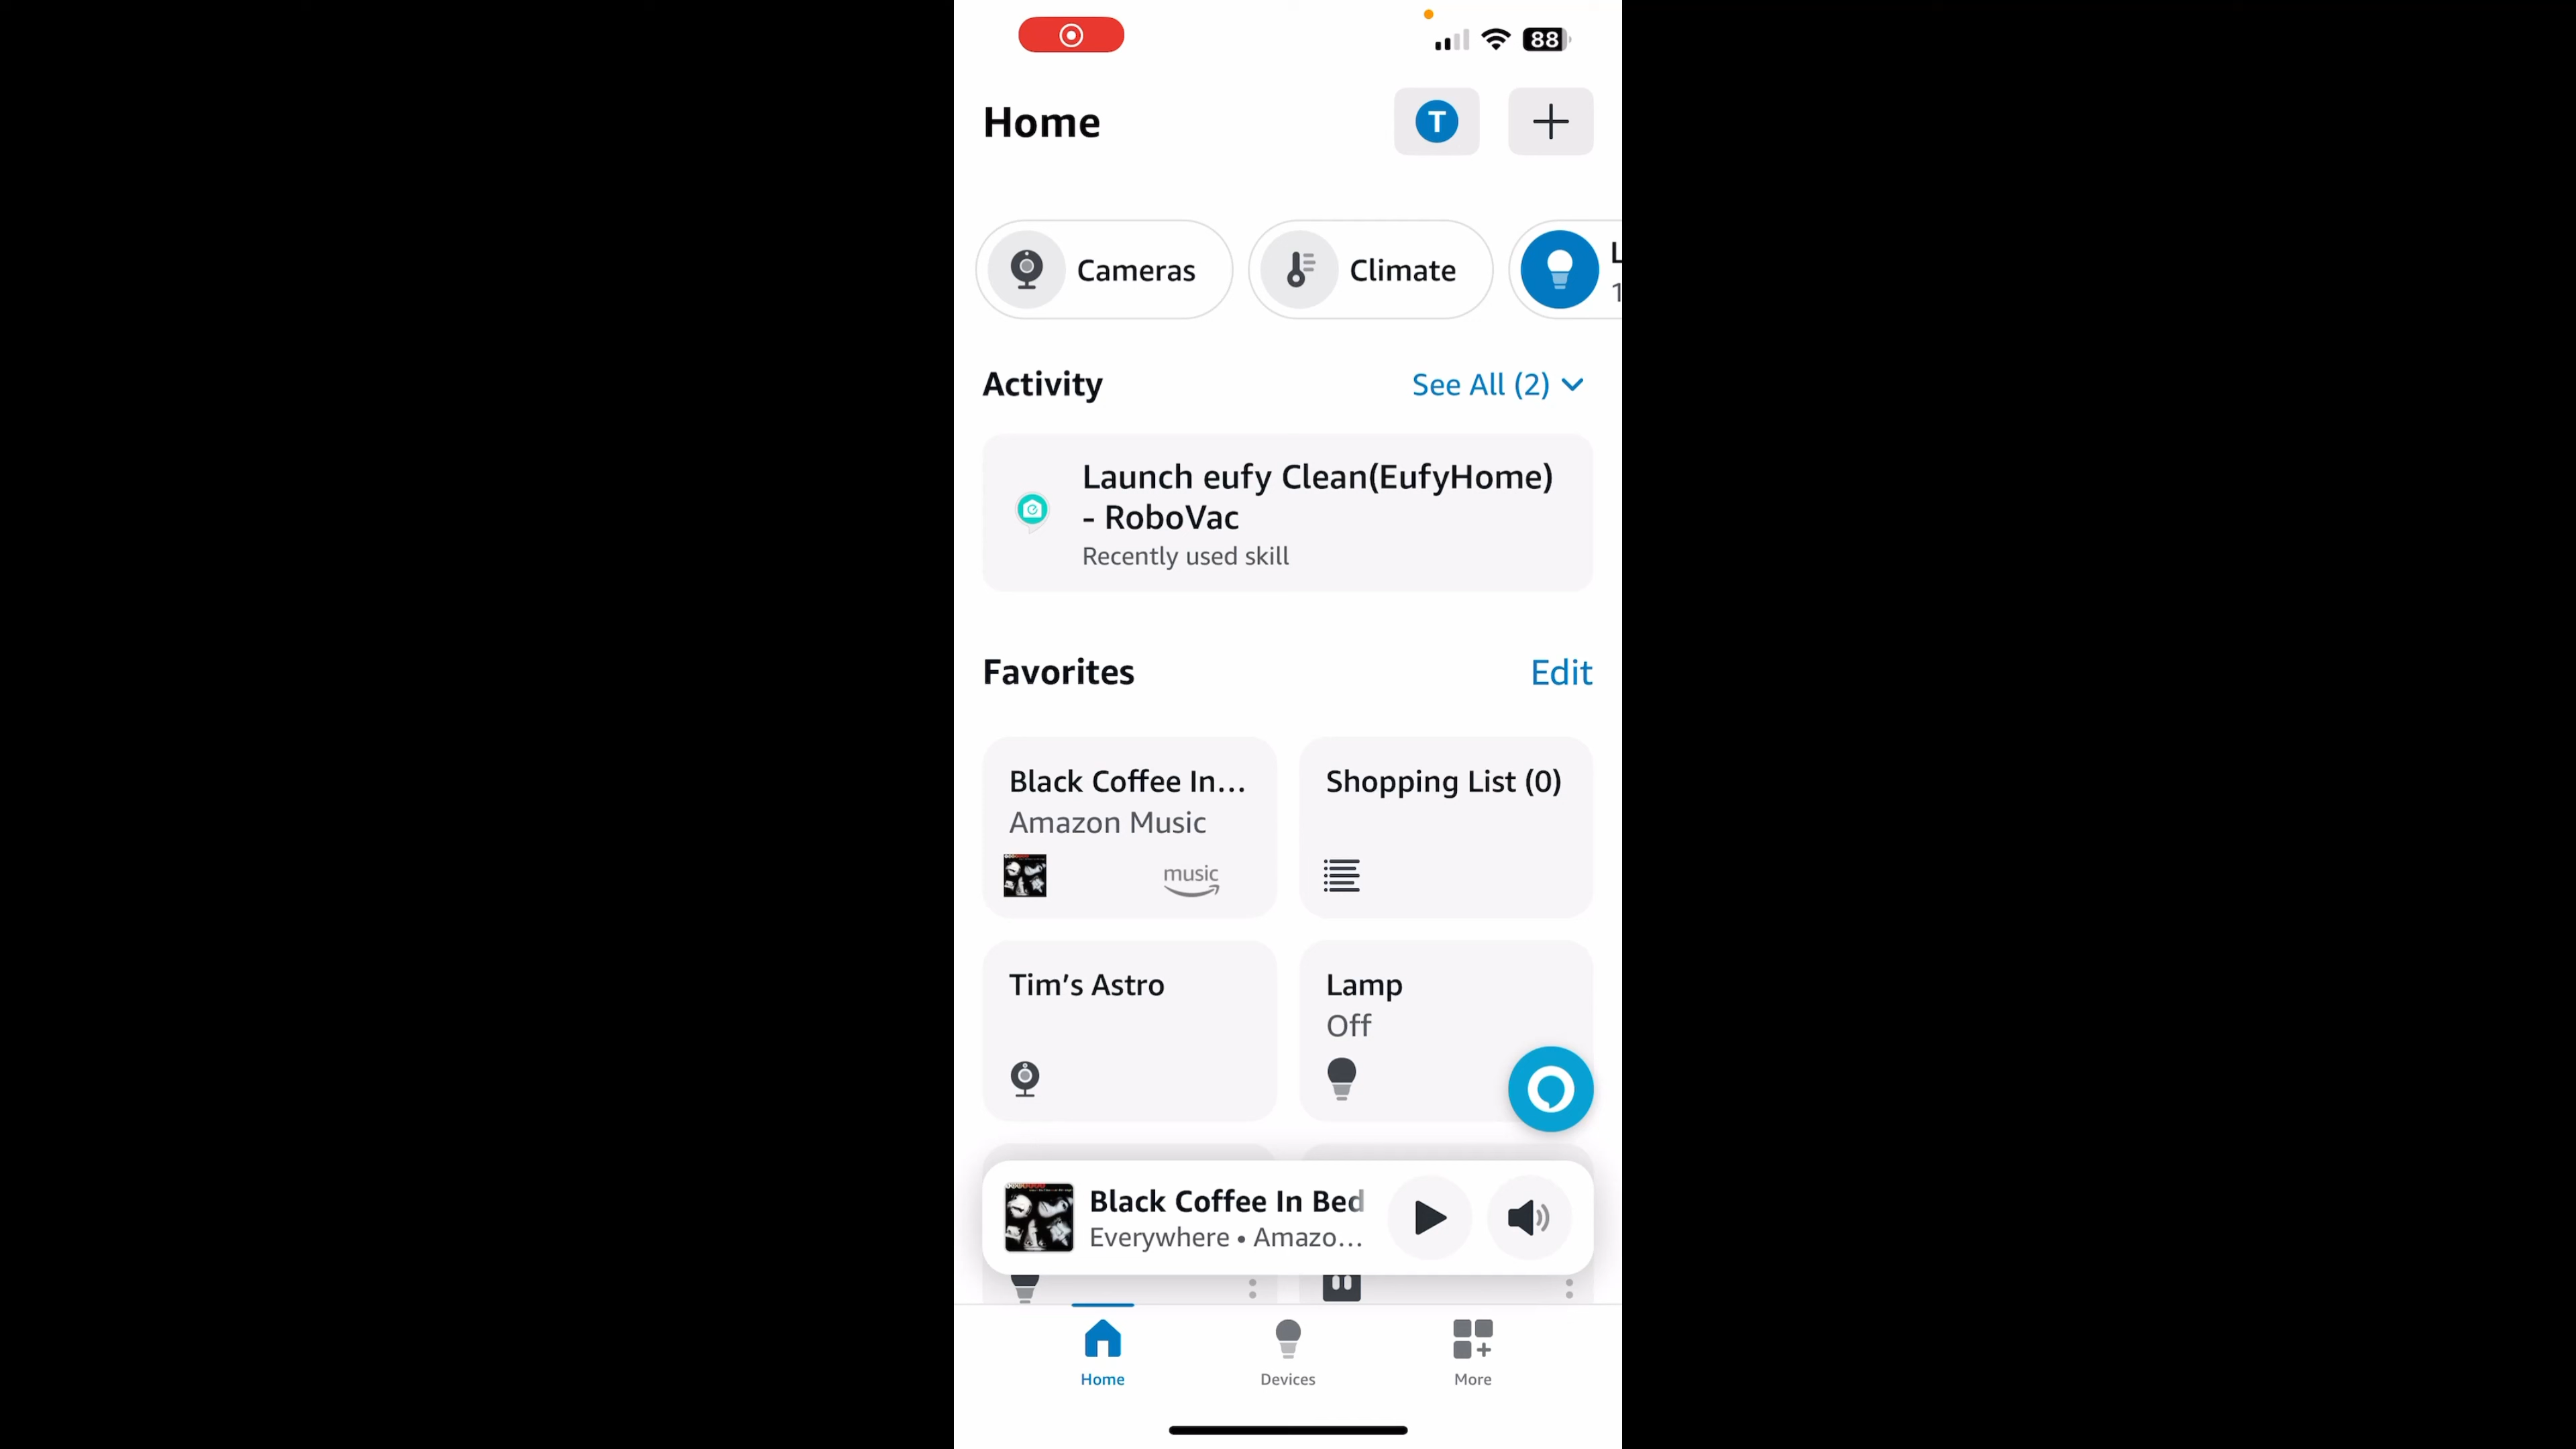 88
Home
T
Cameras
Climate
Activity
See All (2)
Launch eufy Clean(EufyHome)
- RoboVac
Recently used skill
Favorites
Edit
Black Coffee In...
Amazon Music
music
Shopping List (0)
Tim's Astro
Lamp
Off
Black Coffee In Bed
Everywhere • Amazo...
Home
Devices
More